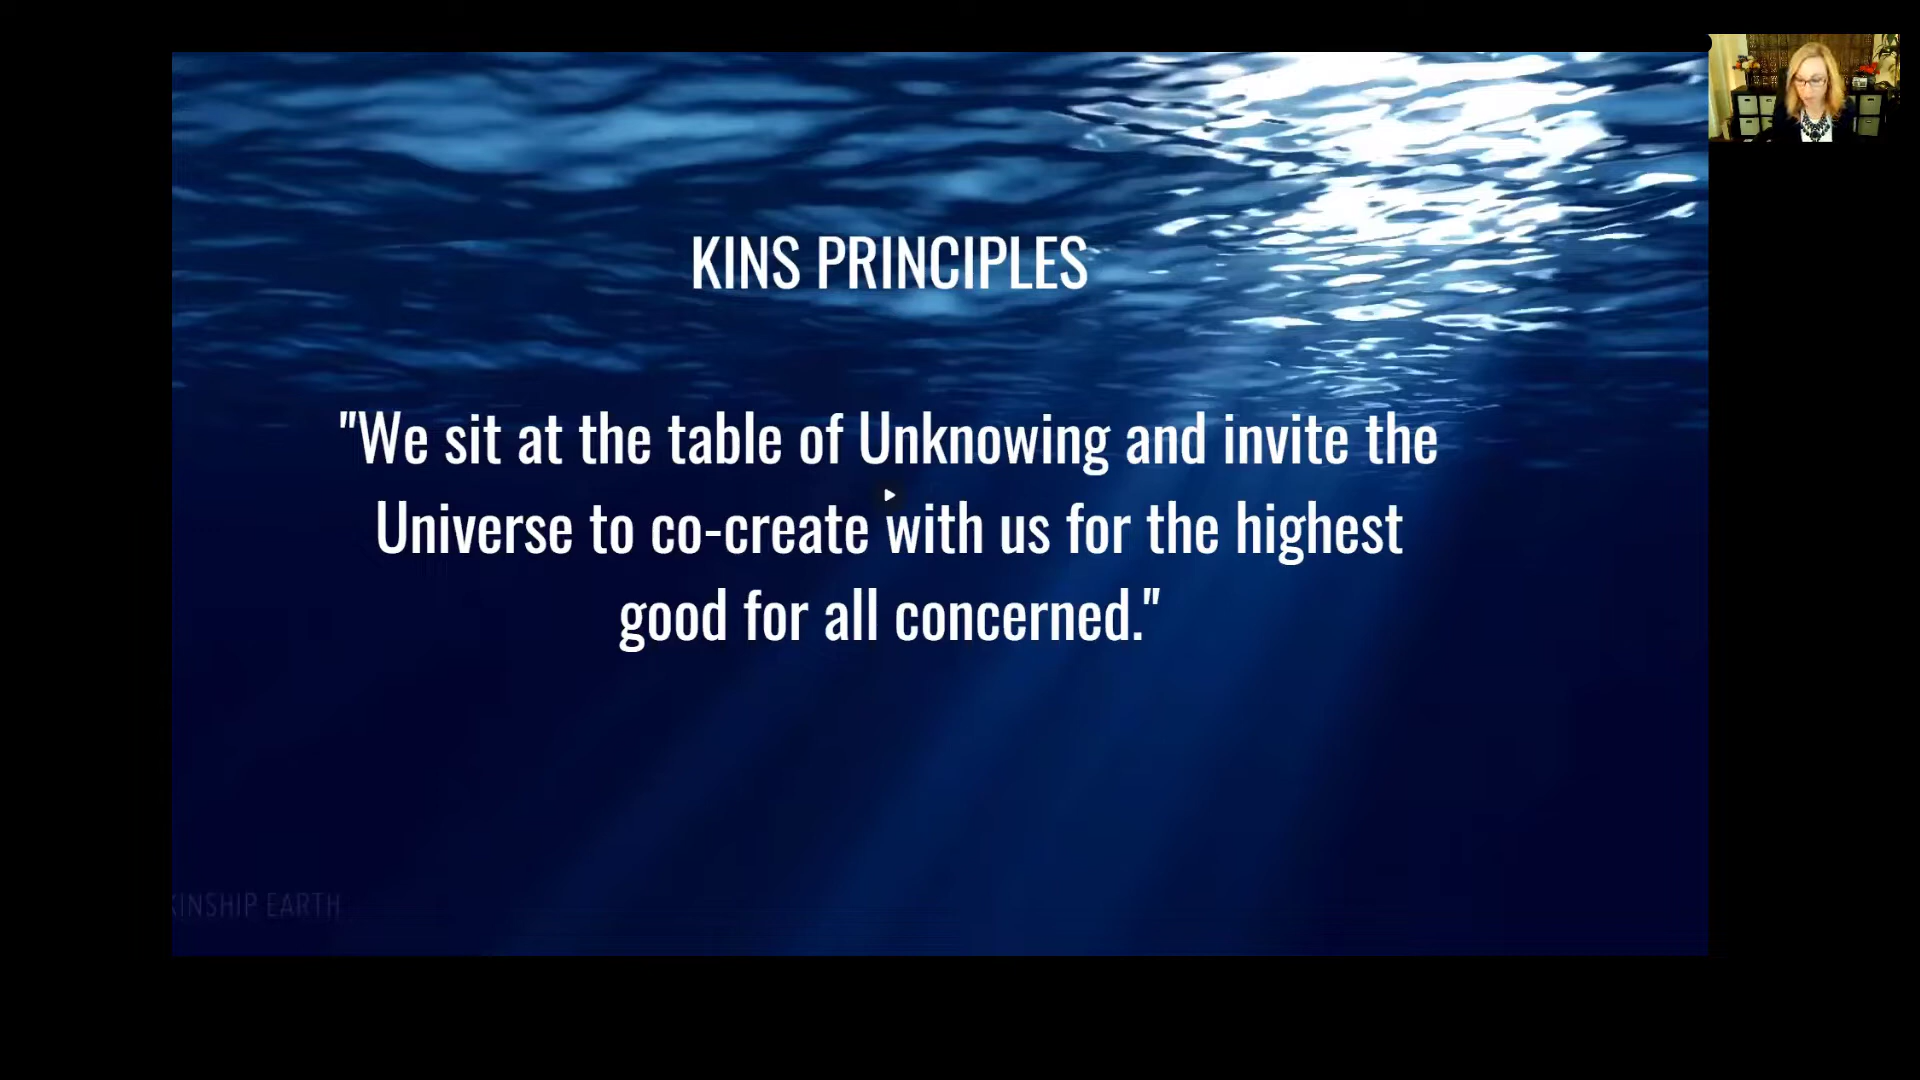 KINS PRINCIPLES
"We sit at the table of Unknowing and invite the
Universe to co-create with us for the highest
good for all concerned."
KINSHIP EARTH